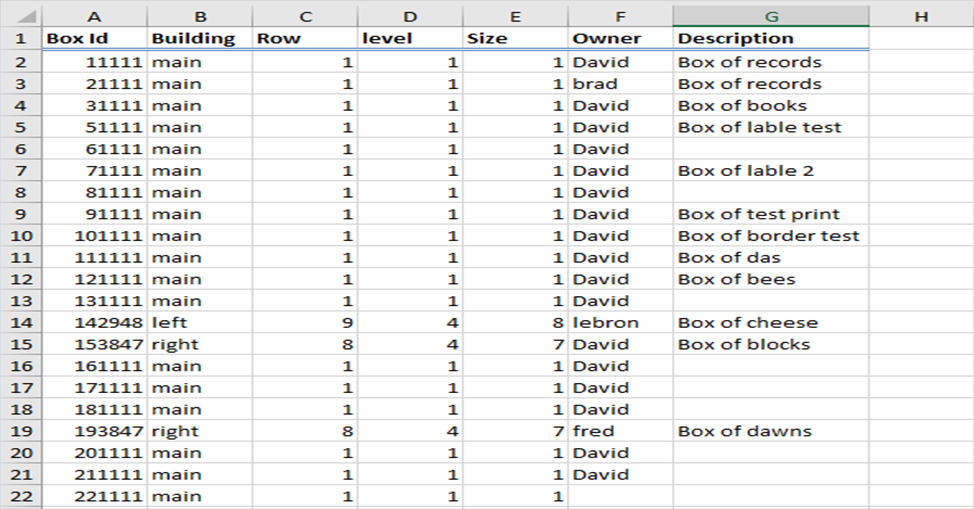 A B C D E F G H
1 Box Id Building Row level Size Owner Description
2 11111 main 1 1 1 David Box of records
3 21111 main 1 1 1 brad Box of records
4 31111 main 1 1 1 David Box of books
5 51111 main 1 1 1 David Box of lable test
6 61111 main 1 1 1 David
7 71111 main 1 1 1 David Box of lable 2
8 81111 main 1 1 1 David
9 91111 main 1 1 1 David Box of test print
10 101111 main 1 1 1 David Box of border test
11 111111 main 1 1 1 David Box of das
12 121111 main 1 1 1 David Box of bees
13 131111 main 1 1 1 David
14 142948 left 9 4 8 lebron Box of cheese
15 153847 right 8 4 7 David Box of blocks
16 161111 main 1 1 1 David
17 171111 main 1 1 1 David
18 181111 main 1 1 1 David
19 193847 right 8 4 7 fred Box of dawns
20 201111 main 1 1 1 David
21 211111 main 1 1 1 David
22 221111 main 1 1 1